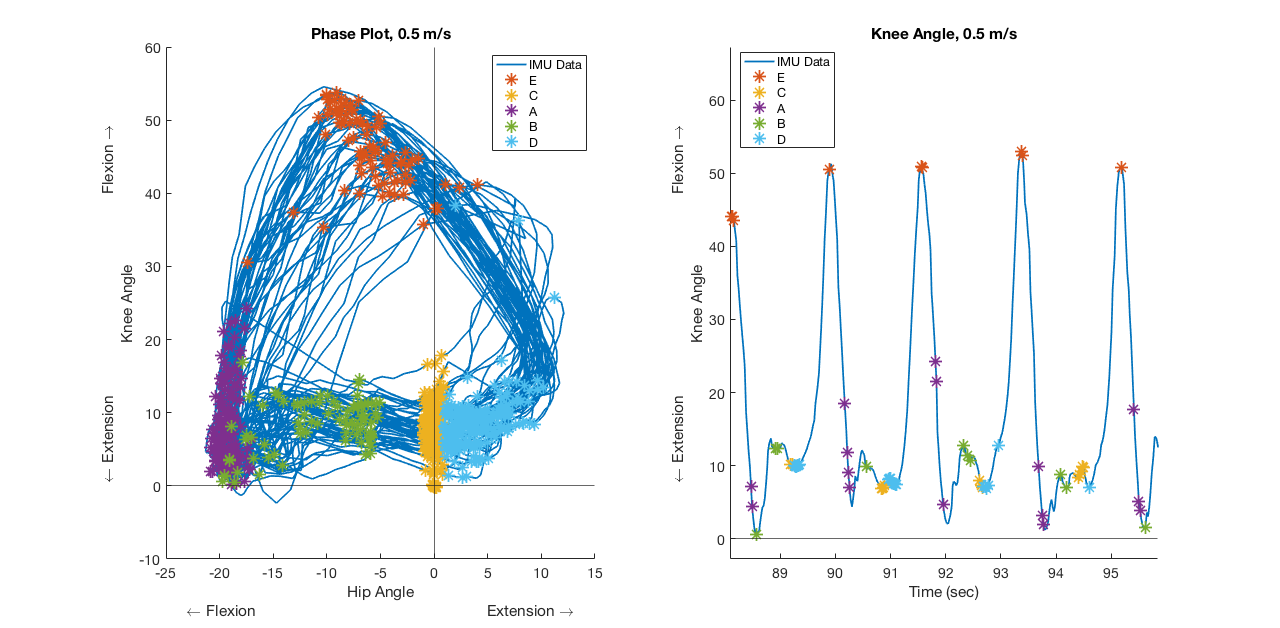 Phase Plot, 0.5 m/s
60
50
40
30
20
10
0
-10
-25
-20
-15
-10
-5
0
5
10
15
Knee Angle
Flexion →
← Extension
Hip Angle
← Flexion
Extension →
IMU Data
E
C
A
B
D
Knee Angle, 0.5 m/s
60
50
40
30
20
10
0
89
90
91
92
93
94
95
Knee Angle
Flexion →
← Extension
Time (sec)
IMU Data
E
C
A
B
D